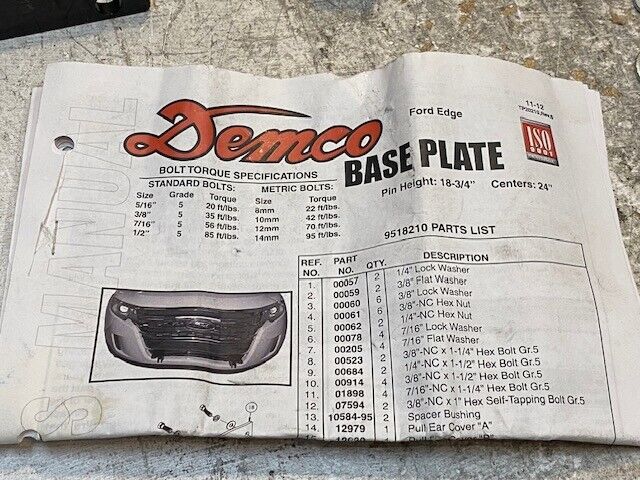 MANUAL
Demco
BASE PLATE
Ford Edge
11-12
TP20210, Rev.5
ISO
Pin Height: 18-3/4" Centers: 24"
BOLT TORQUE SPECIFICATIONS
STANDARD BOLTS: METRIC BOLTS:
Size Grade Torque Size Torque
5/16" 5 20 ft/lbs. 8mm 22 ft/lbs.
3/8" 5 35 ft/lbs. 10mm 42 ft/lbs.
7/16" 5 56 ft/lbs. 12mm 70 ft/lbs.
1/2" 5 85 ft/lbs. 14mm 95 ft/lbs.
9518210 PARTS LIST
REF. NO. PART NO. QTY. DESCRIPTION
1. 00057 2 1/4" Lock Washer
2. 00059 2 3/8" Flat Washer
3. 00060 6 3/8" Lock Washer
4. 00061 6 3/8"-NC Hex Nut
5. 00062 2 1/4"-NC Hex Nut
6. 00078 4 7/16" Lock Washer
7. 00205 4 7/16" Flat Washer
8. 00523 2 3/8"-NC x 1-1/4" Hex Bolt Gr.5
9. 00684 2 1/4"-NC x 1-1/2" Hex Bolt Gr.5
10. 00914 4 3/8"-NC x 1-1/2" Hex Bolt Gr.5
11. 01898 4 7/16"-NC x 1-1/4" Hex Bolt Gr.5
12. 07594 2 3/8"-NC x 1" Hex Self-Tapping Bolt Gr.5
13. 10584-95 2 Spacer Bushing
14. 12979 1 Pull Ear Cover "A"
18